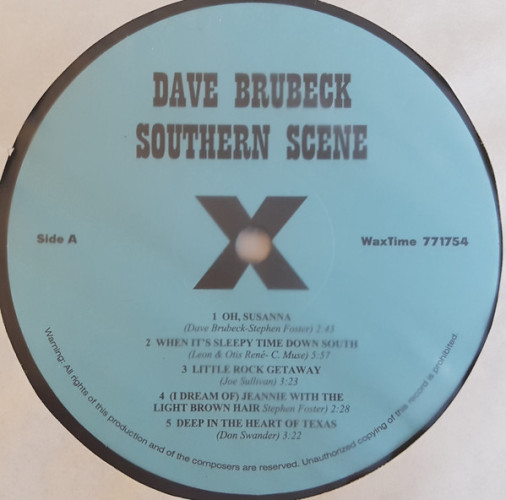 DAVE BRUBECK
SOUTHERN SCENE
X
Side A
WaxTime 771754
1 OH, SUSANNA
(Dave Brubeck-Stephen Foster) 2:43
2 WHEN IT'S SLEEPY TIME DOWN SOUTH
(Leon & Otis René- C. Muse) 5:57
3 LITTLE ROCK GETAWAY
(Joe Sullivan) 3:23
4 (I DREAM OF) JEANNIE WITH THE
LIGHT BROWN HAIR Stephen Foster) 2:28
5 DEEP IN THE HEART OF TEXAS
(Don Swander) 3:22
Warning: All rights of this production and of the composers are reserved. Unauthorized copying of this record is prohibited.